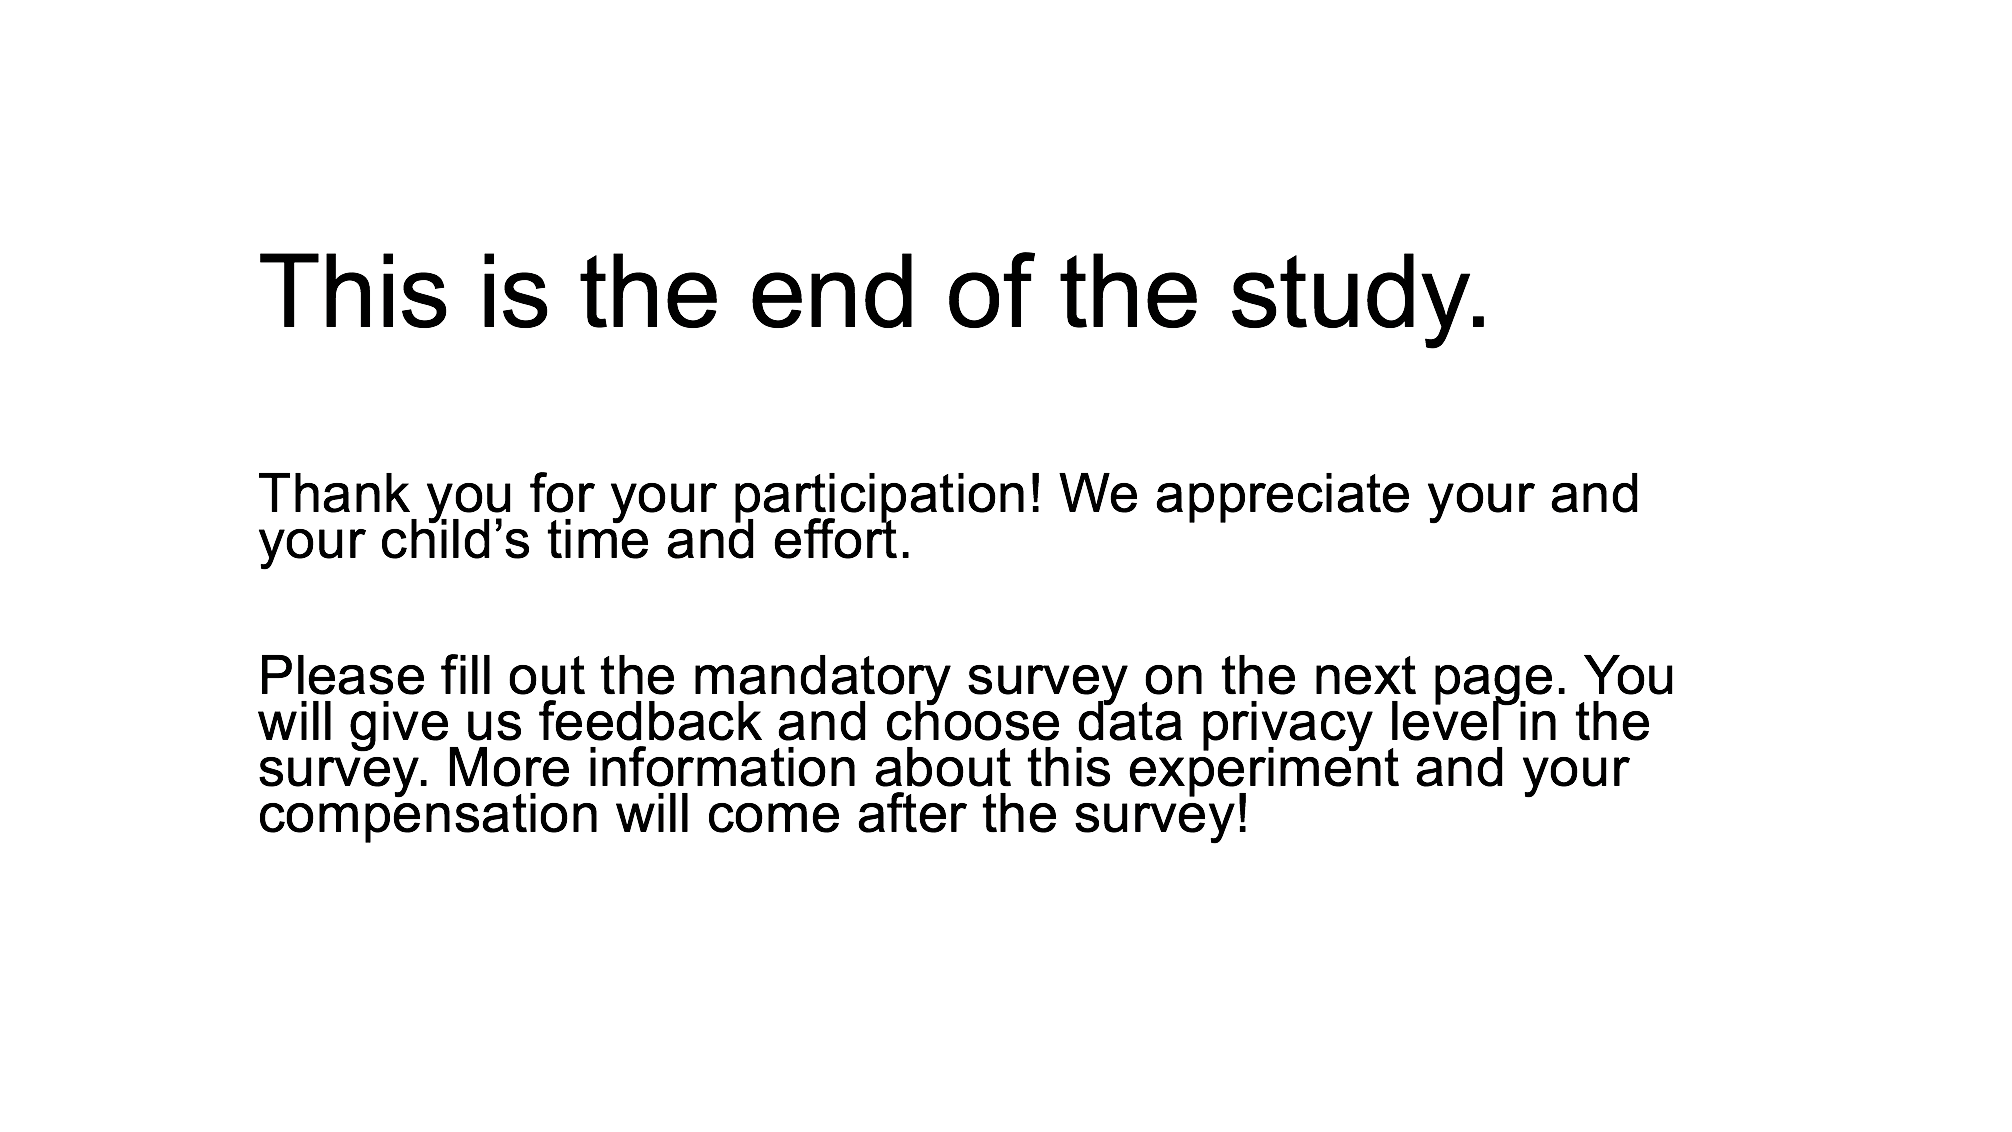 This is the end of the study.
Thank you for your participation! We appreciate your and
your child’s time and effort.
Please fill out the mandatory survey on the next page. You
will give us feedback and choose data privacy level in the
survey. More information about this experiment and your
compensation will come after the survey!